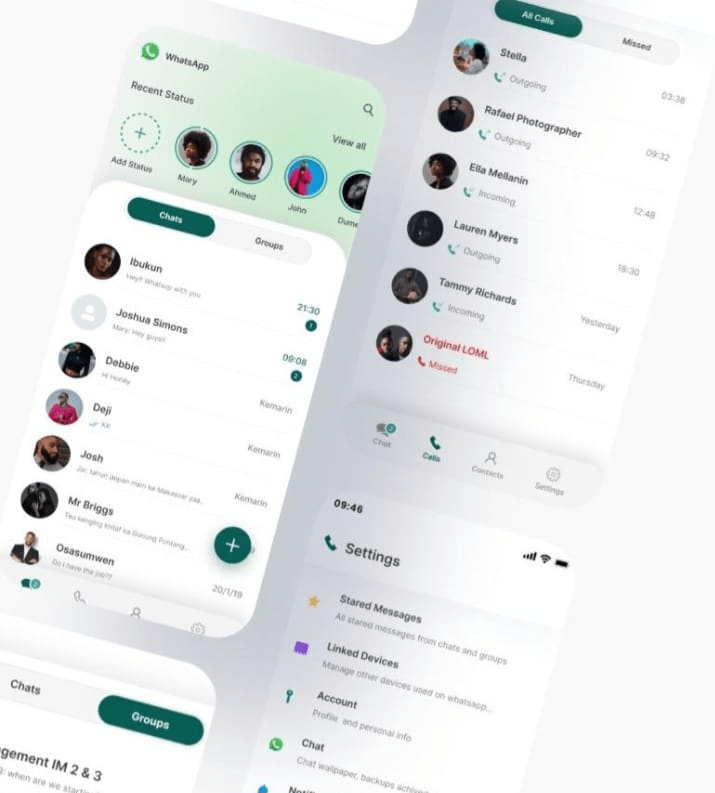 WhatsApp
Recent Status
View all
Add Status
Mary
Ahmed
John
Dume
Chats
Groups
Ibukun
Hey!! Whatsup with you
21:30
1
Joshua Simons
Mary: Hey guys!!
09:08
2
Debbie
Hi Honey
Kemarin
Deji
KK
Kemarin
Josh
Jar, tahun depan main ke Makassar yaa...
Kemarin
Mr Briggs
Tau kenging khilaf ka Gunung Puntang...
Osasumwen
Do I have the job??
20/1/19
2
All Calls
Missed
Stella
Outgoing
03:38
Rafael Photographer
Outgoing
09:32
Ella Mellanin
Incoming
12:48
Lauren Myers
Outgoing
18:30
Tammy Richards
Incoming
Yesterday
Original LOML
Missed
Thursday
2
Chat
Calls
Contacts
Settings
09:46
Settings
Stared Messages
All stared messages from chats and groups
Linked Devices
Manage other devices used on whatsapp...
Account
Profile and personal info
Chat
Chat wallpaper, backups achived
Chats
Groups
gement IM 2 & 3
: when are we